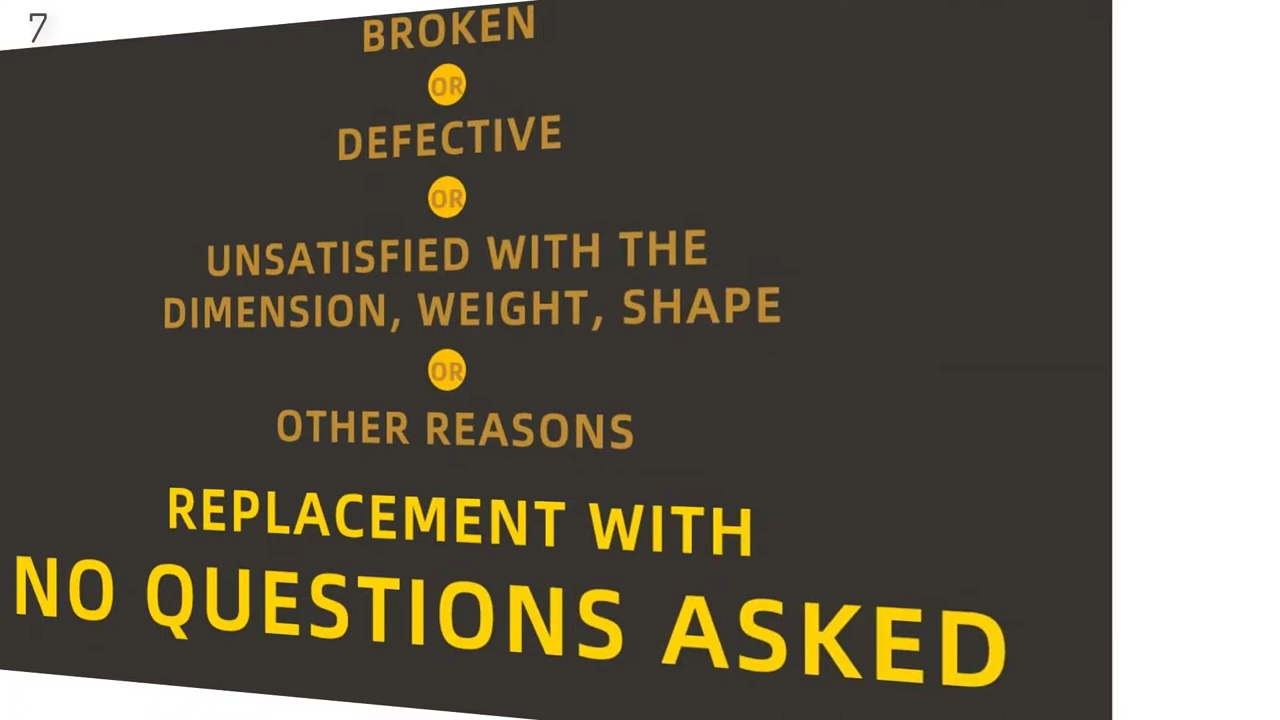 7
BROKEN
OR
DEFECTIVE
OR
UNSATISFIED WITH THE
DIMENSION, WEIGHT, SHAPE
OR
OTHER REASONS
REPLACEMENT WITH
NO QUESTIONS ASKED